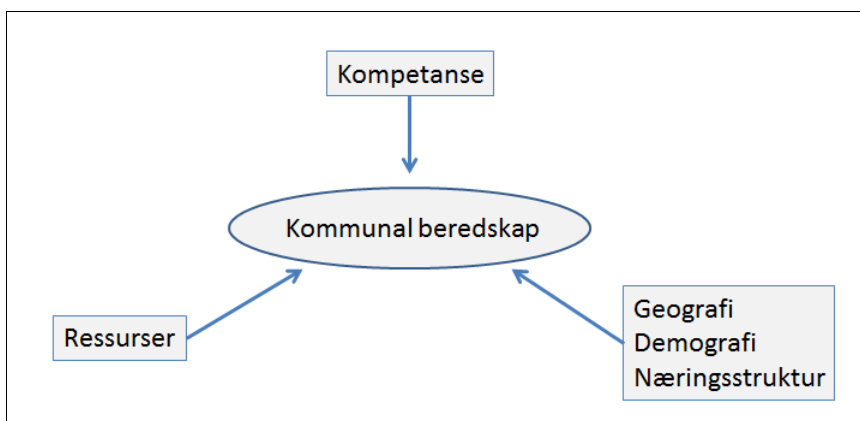 Kompetanse
Kommunal beredskap
Ressurser
Geografi
Demografi
Næringsstruktur